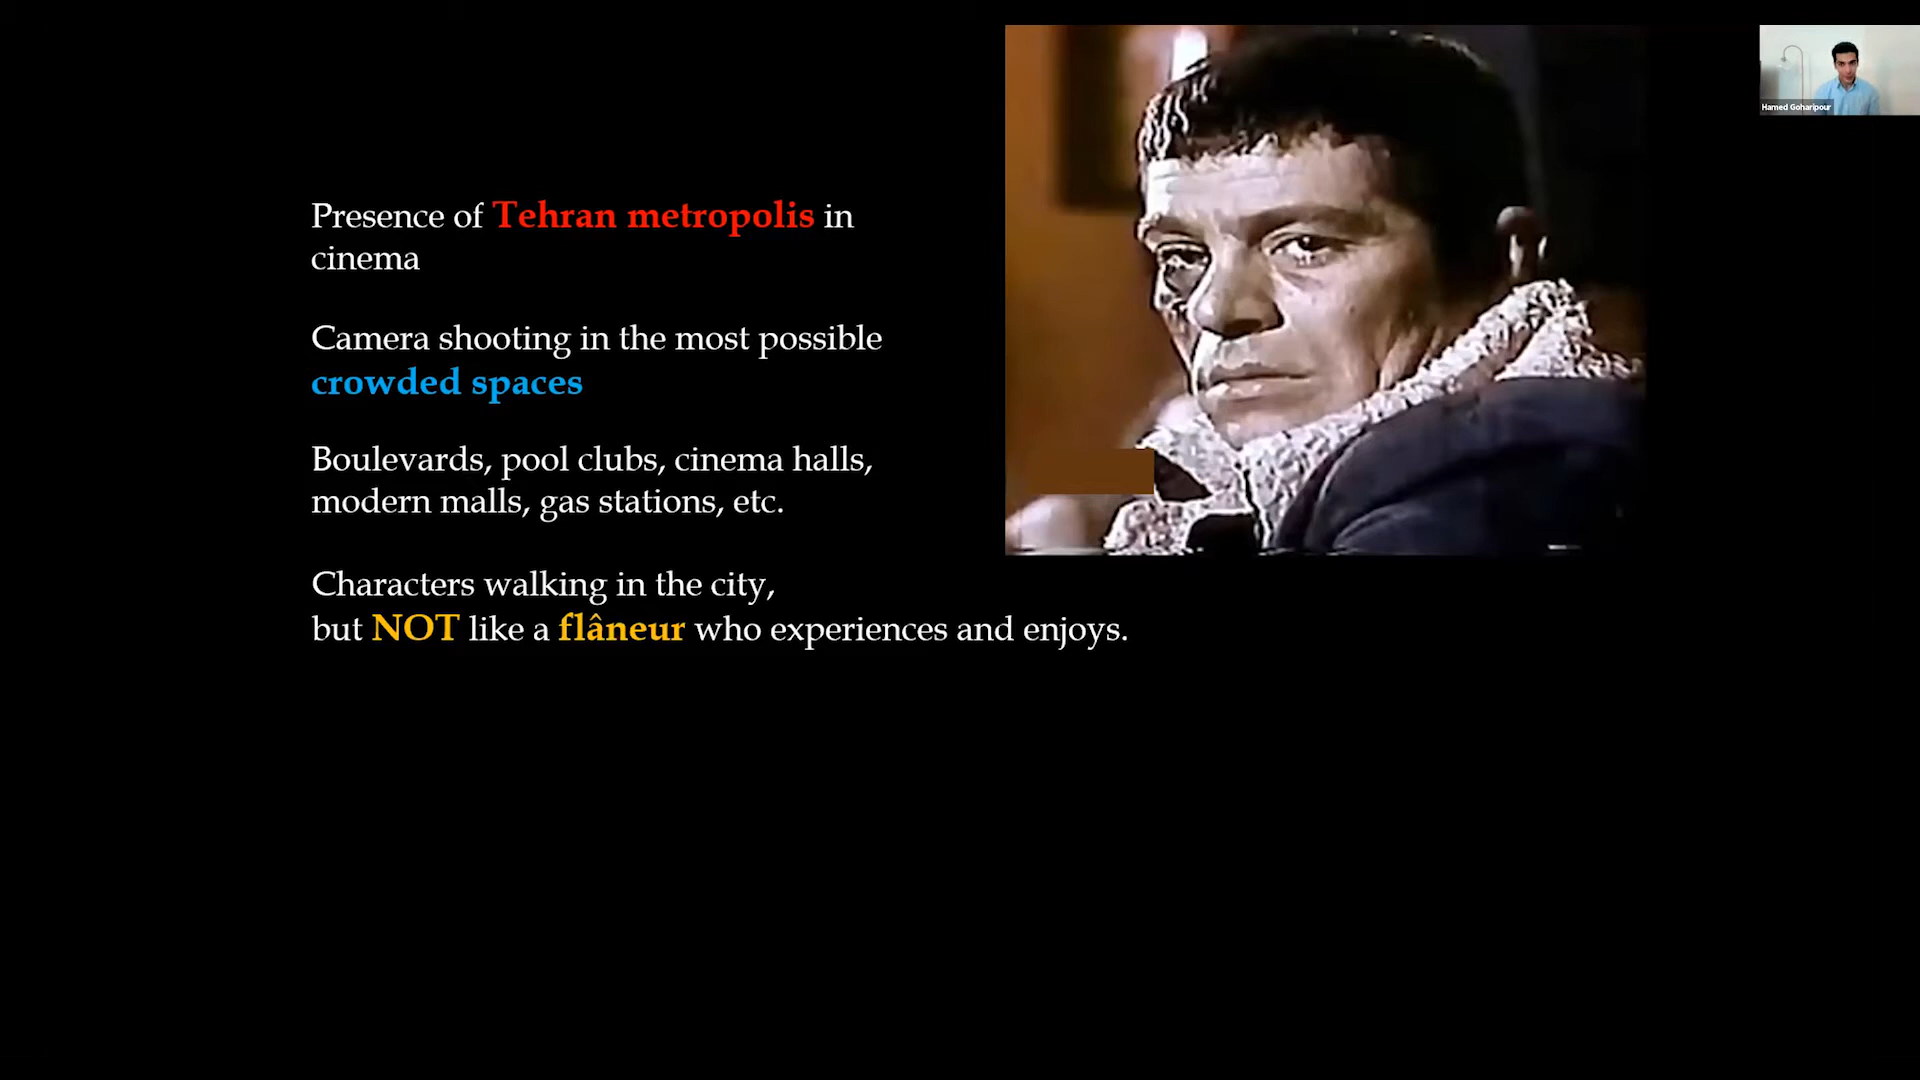 Presence of Tehran metropolis in
cinema
Camera shooting in the most possible
crowded spaces
Boulevards, pool clubs, cinema halls,
modern malls, gas stations, etc.
Characters walking in the city,
but NOT like a flâneur who experiences and enjoys.
Hamed Goharipour